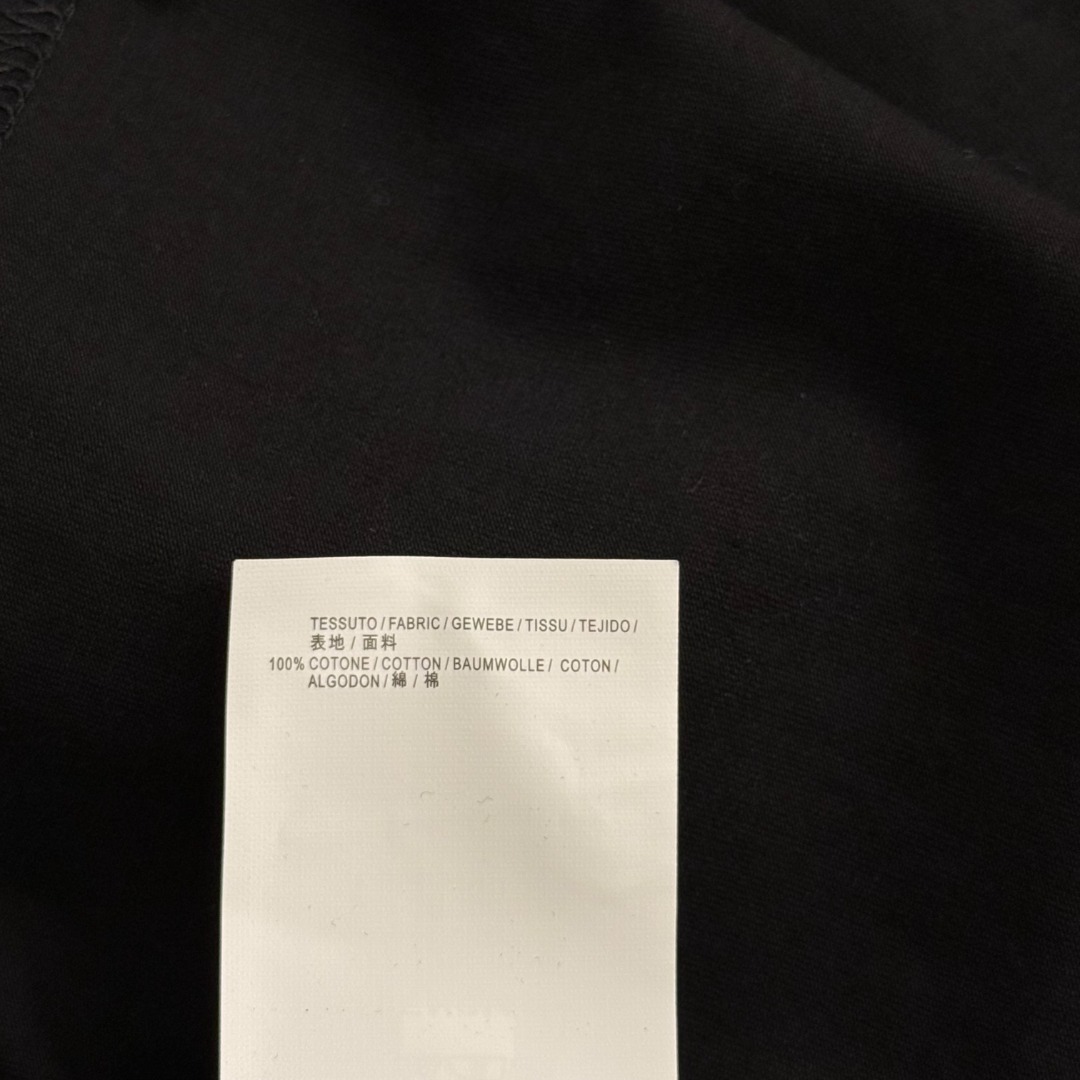 TESSUTO / FABRIC / GEWEBE / TISSU / TEJIDO /
表地 / 面料
100% COTONE / COTTON / BAUMWOLLE / COTON /
ALGODON / 綿 / 棉